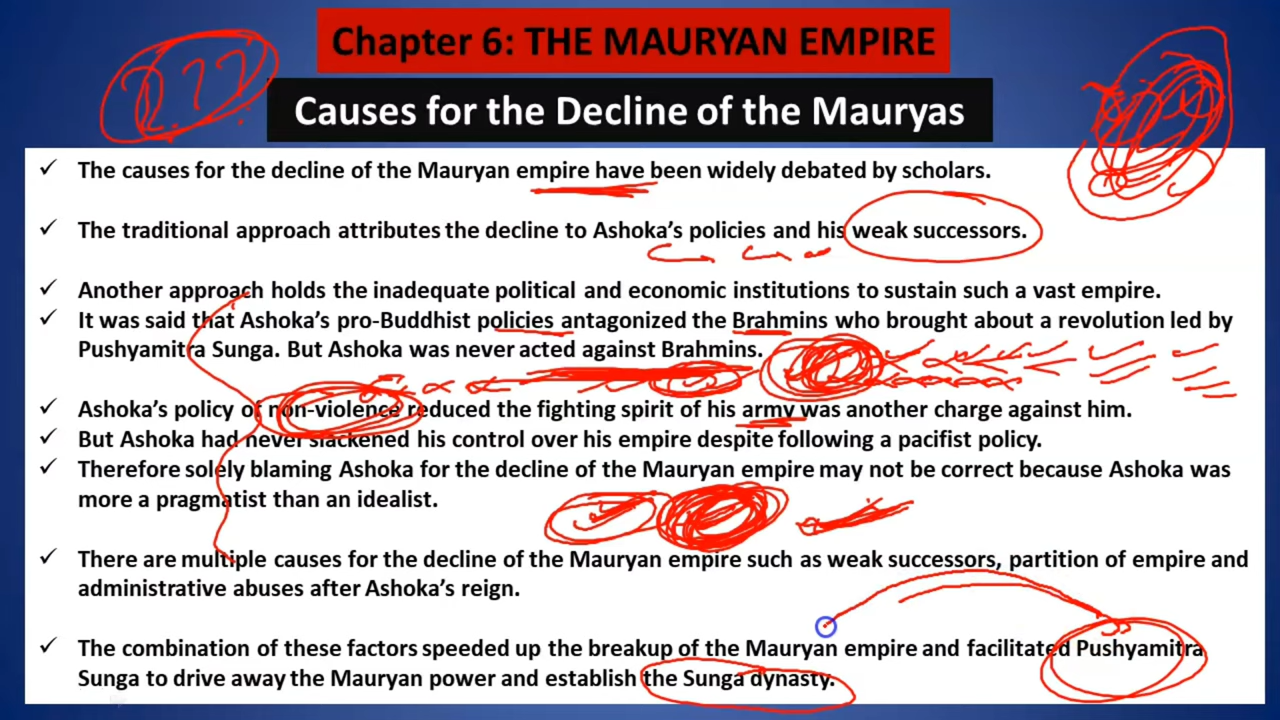 Chapter 6: THE MAURYAN EMPIRE
Causes for the Decline of the Mauryas
✓ The causes for the decline of the Mauryan empire have been widely debated by scholars.
✓ The traditional approach attributes the decline to Ashoka's policies and his weak successors.
✓ Another approach holds the inadequate political and economic institutions to sustain such a vast empire.
✓ It was said that Ashoka's pro-Buddhist policies antagonized the Brahmins who brought about a revolution led by
Pushyamitra Sunga. But Ashoka was never acted against Brahmins.
✓ Ashoka's policy of non-violence reduced the fighting spirit of his army was another charge against him.
✓ But Ashoka had never slackened his control over his empire despite following a pacifist policy.
✓ Therefore solely blaming Ashoka for the decline of the Mauryan empire may not be correct because Ashoka was
more a pragmatist than an idealist.
✓ There are multiple causes for the decline of the Mauryan empire such as weak successors, partition of empire and
administrative abuses after Ashoka's reign.
✓ The combination of these factors speeded up the breakup of the Mauryan empire and facilitated Pushyamitra
Sunga to drive away the Mauryan power and establish the Sunga dynasty.